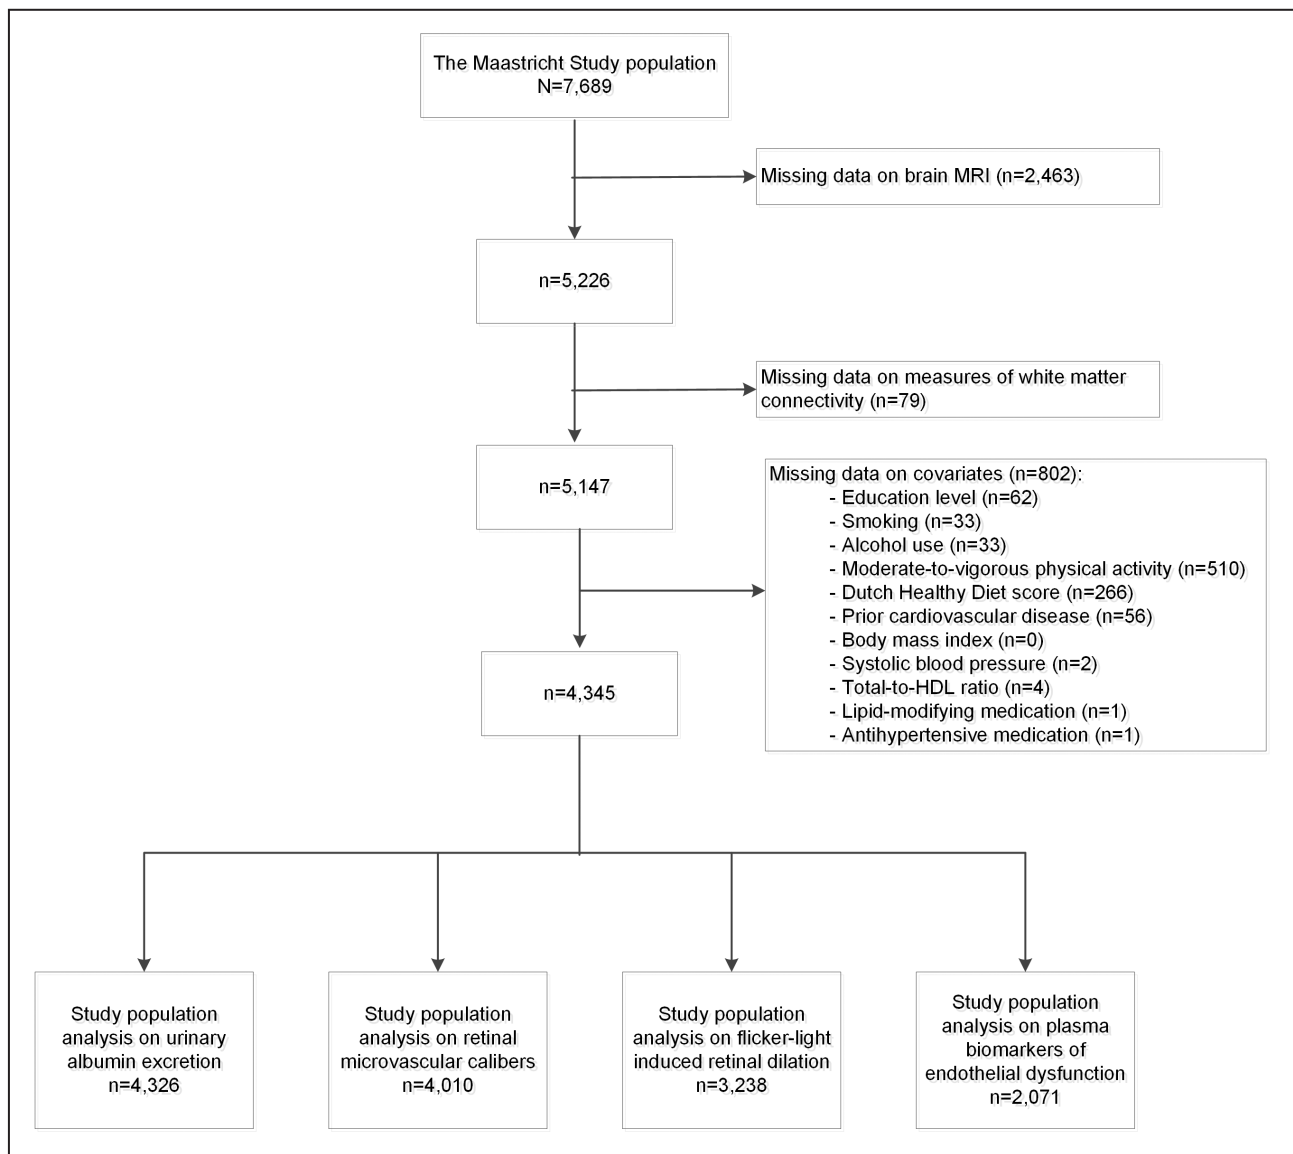 The Maastricht Study population
N=7,689
Missing data on brain MRI (n=2,463)
n=5,226
Missing data on measures of white matter
connectivity (n=79)
n=5,147
Missing data on covariates (n=802):
- Education level (n=62)
- Smoking (n=33)
- Alcohol use (n=33)
- Moderate-to-vigorous physical activity (n=510)
- Dutch Healthy Diet score (n=266)
- Prior cardiovascular disease (n=56)
- Body mass index (n=0)
- Systolic blood pressure (n=2)
- Total-to-HDL ratio (n=4)
- Lipid-modifying medication (n=1)
- Antihypertensive medication (n=1)
n=4,345
Study population
analysis on urinary
albumin excretion
n=4,326
Study population
analysis on retinal
microvascular calibers
n=4,010
Study population
analysis on flicker-light
induced retinal dilation
n=3,238
Study population
analysis on plasma
biomarkers of
endothelial dysfunction
n=2,071